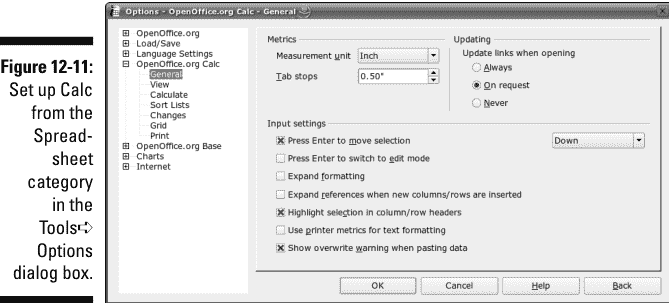 Figure 12-11:
Set up Calc
from the
Spread-
sheet
category
in the
Tools➪
Options
dialog box.
Options - OpenOffice.org Calc - General
OpenOffice.org
Load/Save
Language Settings
OpenOffice.org Calc
General
View
Calculate
Sort Lists
Changes
Grid
Print
OpenOffice.org Base
Charts
Internet
Metrics
Measurement unit Inch
Tab stops 0.50"
Updating
Update links when opening
Always
On request
Never
Input settings
Press Enter to move selection Down
Press Enter to switch to edit mode
Expand formatting
Expand references when new columns/rows are inserted
Highlight selection in column/row headers
Use printer metrics for text formatting
Show overwrite warning when pasting data
OK Cancel Help Back